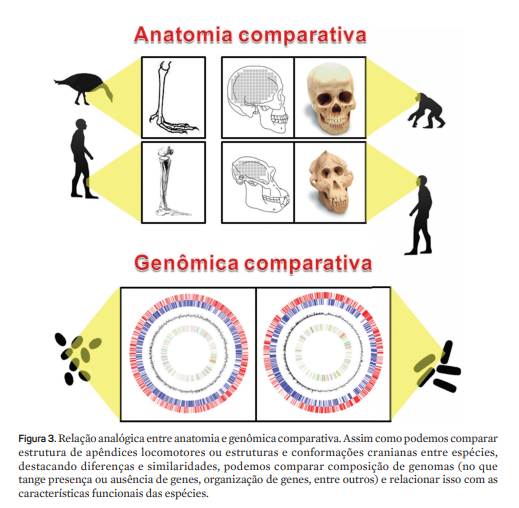 Anatomia comparativa
Genômica comparativa
Figura 3. Relação analógica entre anatomia e genômica comparativa. Assim como podemos comparar
estrutura de apêndices locomotores ou estruturas e conformações cranianas entre espécies,
destacando diferenças e similaridades, podemos comparar composição de genomas (no que
tange presença ou ausência de genes, organização de genes, entre outros) e relacionar isso com as
características funcionais das espécies.